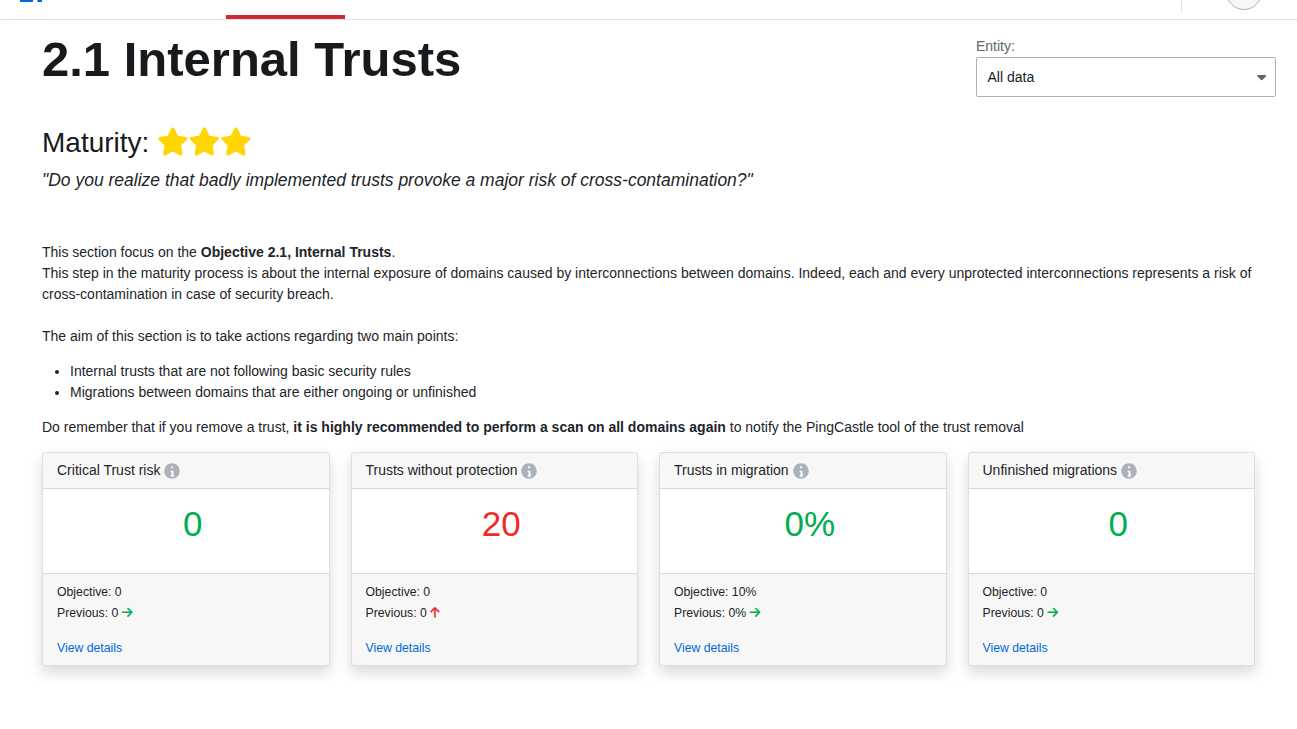 2.1 Internal Trusts
Entity:
All data
Maturity:
"Do you realize that badly implemented trusts provoke a major risk of cross-contamination?"
This section focus on the Objective 2.1, Internal Trusts.
This step in the maturity process is about the internal exposure of domains caused by interconnections between domains. Indeed, each and every unprotected interconnections represents a risk of
cross-contamination in case of security breach.
The aim of this section is to take actions regarding two main points:
• Internal trusts that are not following basic security rules
• Migrations between domains that are either ongoing or unfinished
Do remember that if you remove a trust, it is highly recommended to perform a scan on all domains again to notify the PingCastle tool of the trust removal
Critical Trust risk
0
Objective: 0
Previous: 0
View details
Trusts without protection
20
Objective: 0
Previous: 0
View details
Trusts in migration
0%
Objective: 10%
Previous: 0%
View details
Unfinished migrations
0
Objective: 0
Previous: 0
View details